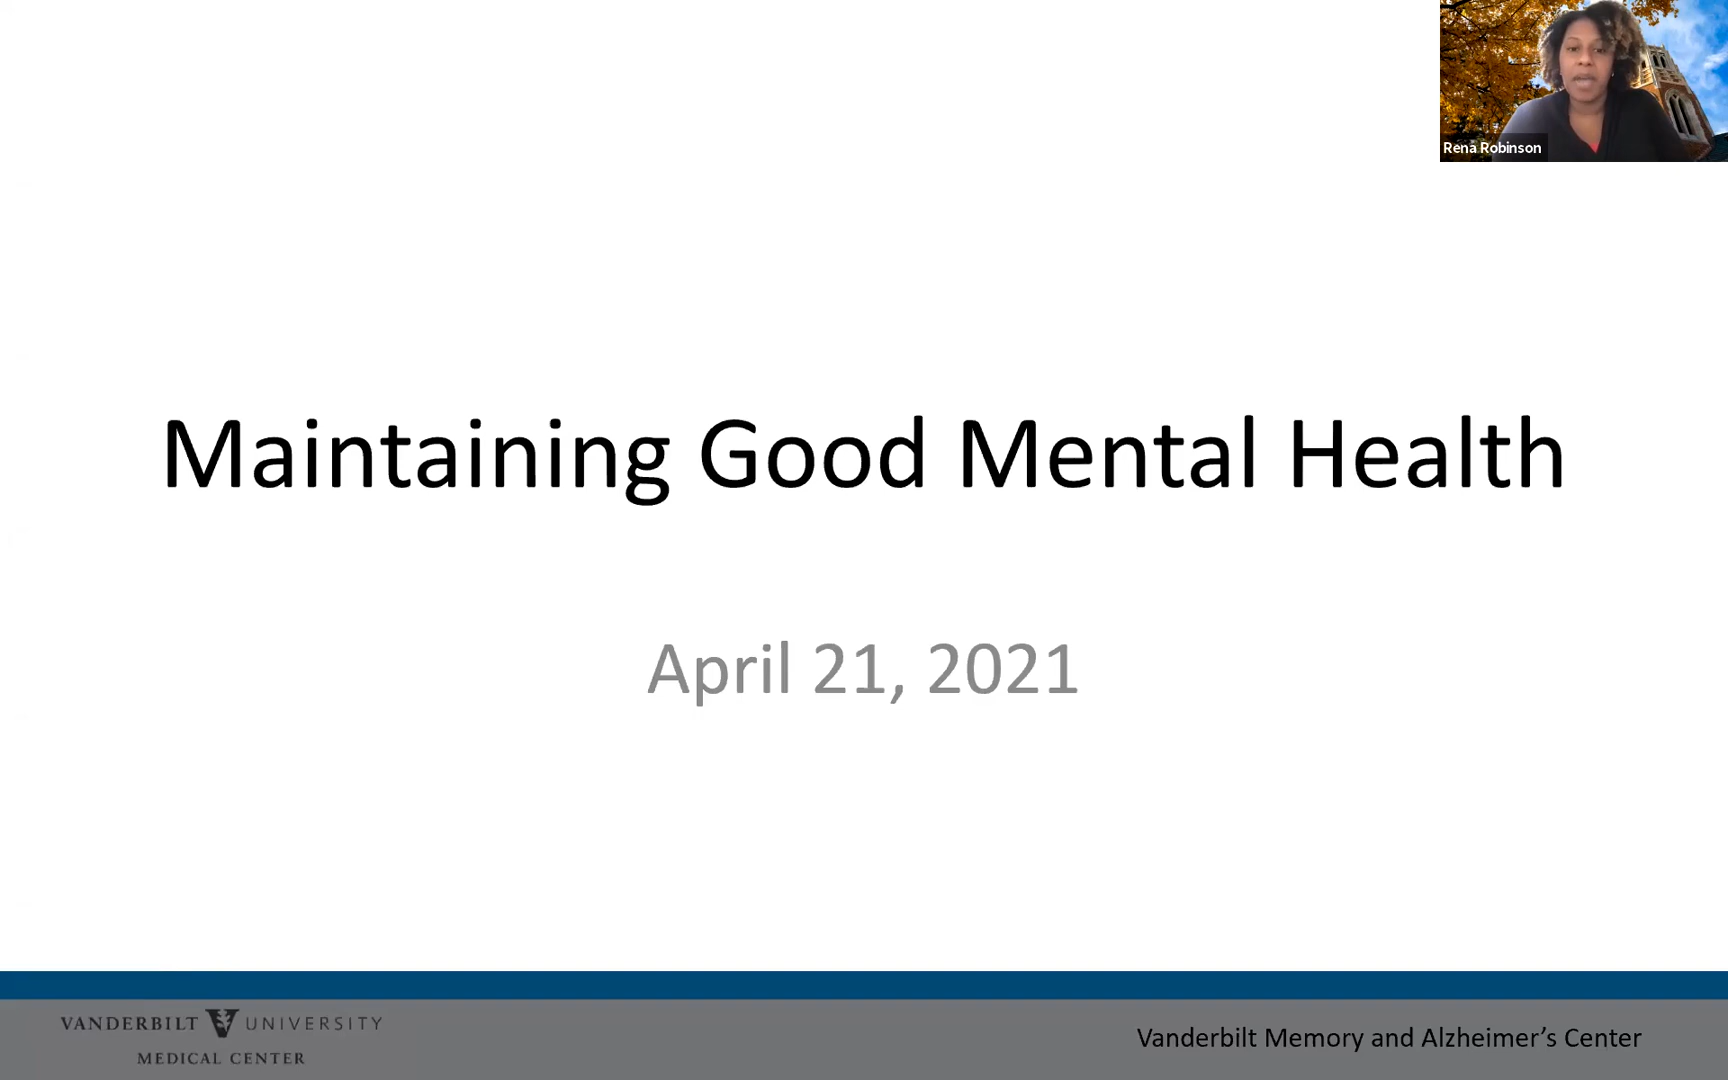 Rena Robinson
Maintaining Good Mental Health
April 21, 2021
VANDERBILT UNIVERSITY
MEDICAL CENTER
Vanderbilt Memory and Alzheimer’s Center